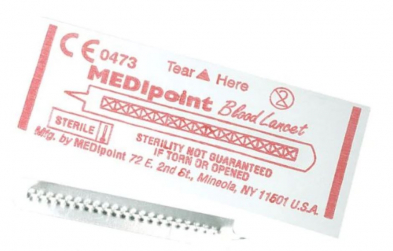 CE 0473
Tear Here
MEDIpoint Blood Lancet
STERILE
STERILITY NOT GUARANTEED
IF TORN OR OPENED
Mfg. by MEDIpoint 72 E. 2nd St., Mineola, NY 11501 U.S.A.